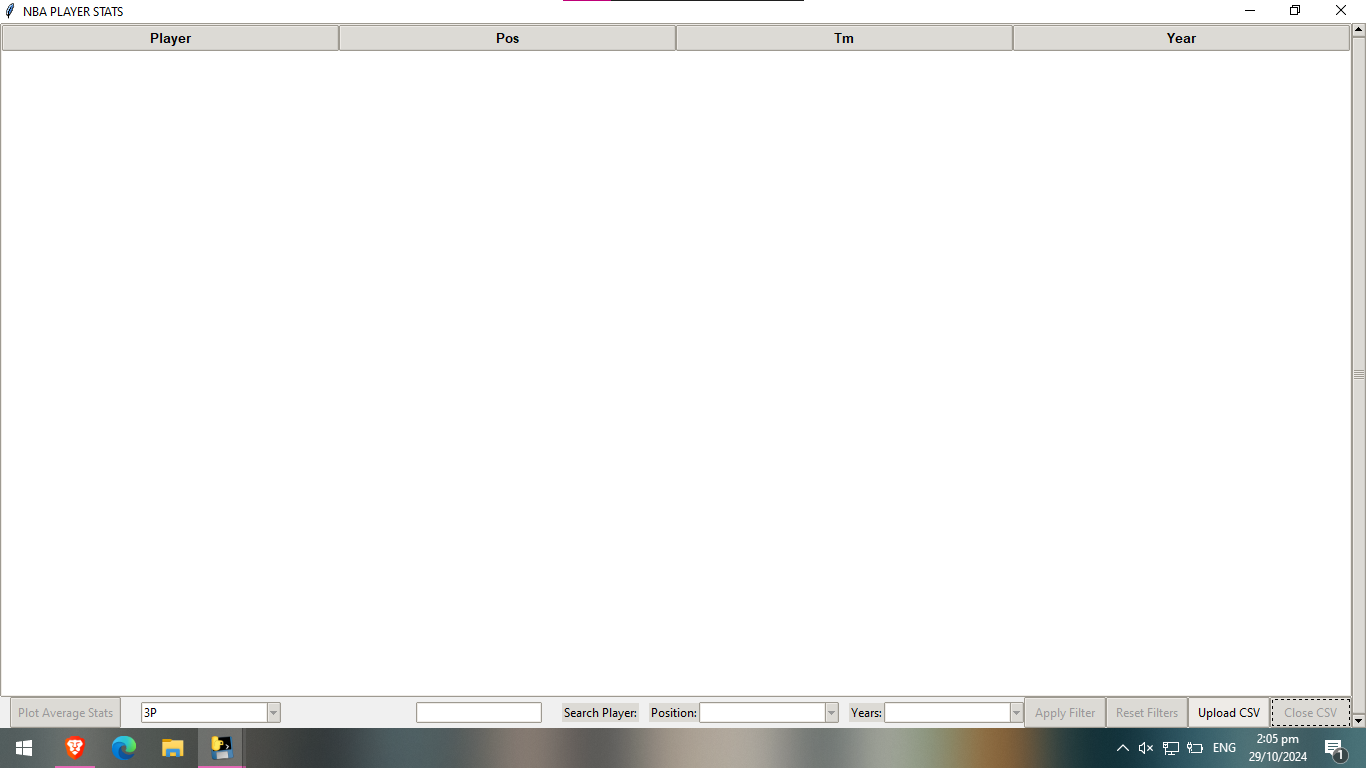 NBA PLAYER STATS
Player Pos Tm Year
Plot Average Stats 3P Search Player: Position: Years: Apply Filter Reset Filters Upload CSV Close CSV
ENG 2:05 pm
29/10/2024 1